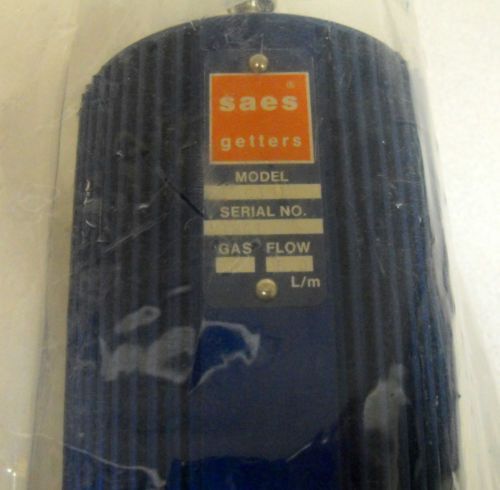 saes®
getters
MODEL
SERIAL NO.
GAS FLOW
L/m